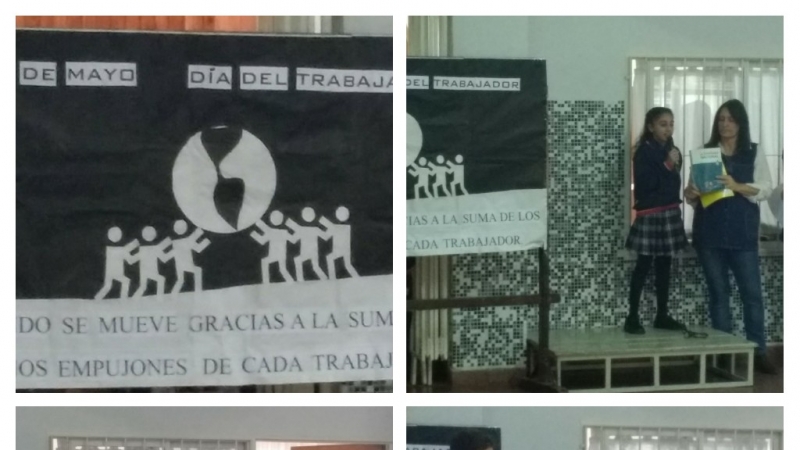 DE MAYO DÍA DEL TRABAJA
DO SE MUEVE GRACIAS A LA SUM
OS EMPUJONES DE CADA TRABAJ
DEL TRABAJADOR
CIAS A LA SUMA DE LOS
CADA TRABAJADOR